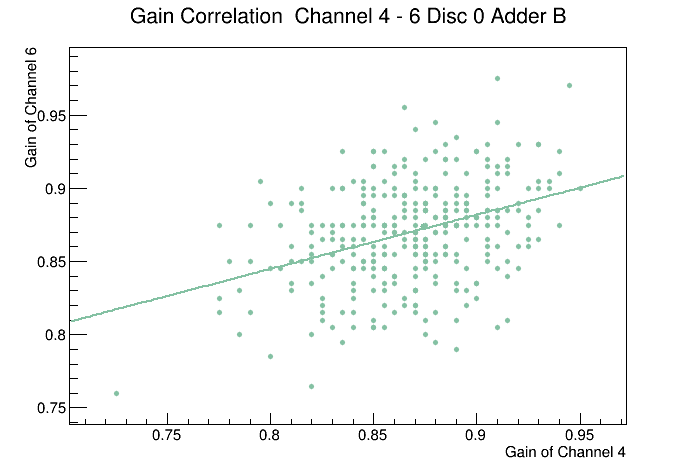 Gain Correlation  Channel 4 - 6 Disc 0 Adder B
Gain of Channel 6
0.95
0.9
0.85
0.8
0.75
0.75 0.8 0.85 0.9 0.95
Gain of Channel 4